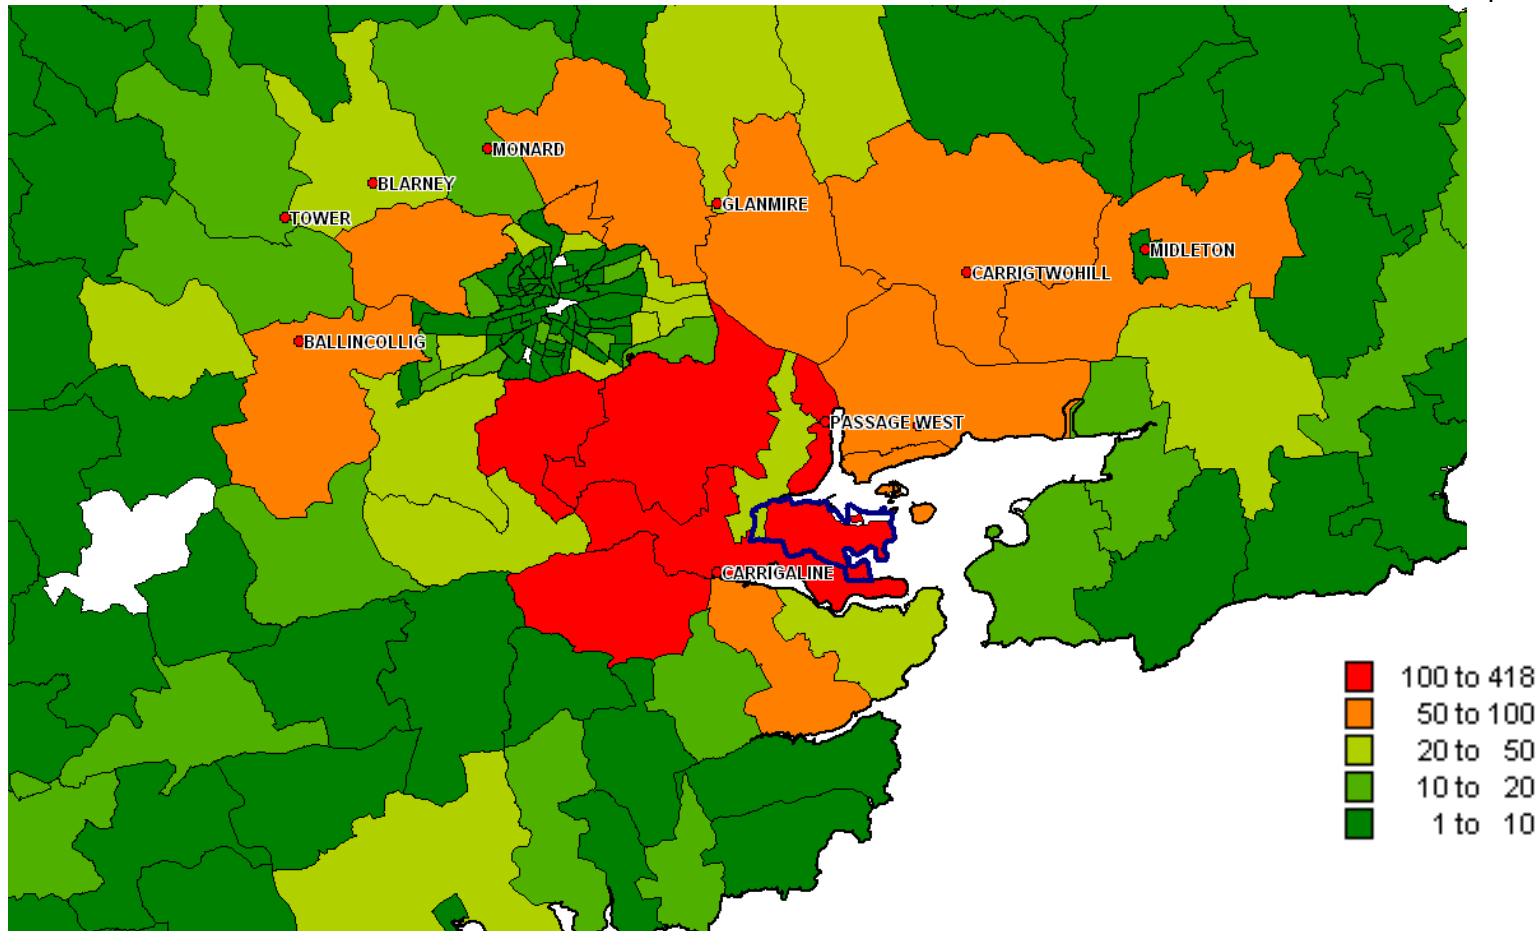 MONARD
BLARNEY
GLANMIRE
TOWER
MIDLETON
CARRIGTWOHILL
BALLINCOLLIG
PASSAGE WEST
CARRIGALINE
100 to 418
50 to 100
20 to 50
10 to 20
1 to 10